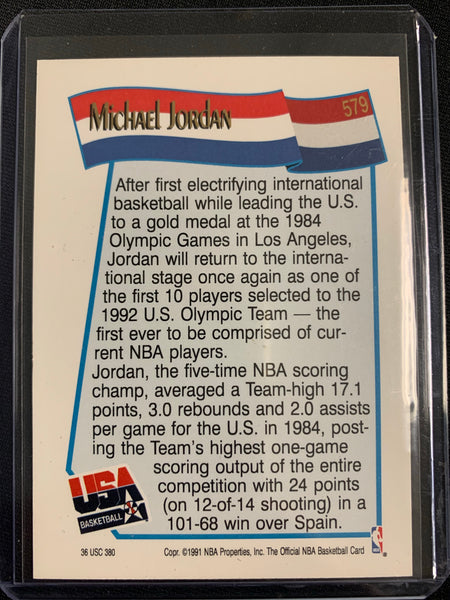 Michael Jordan
579
After first electrifying international
basketball while leading the U.S.
to a gold medal at the 1984
Olympic Games in Los Angeles,
Jordan will return to the interna-
tional stage once again as one of
the first 10 players selected to the
1992 U.S. Olympic Team — the
first ever to be comprised of cur-
rent NBA players.
Jordan, the five-time NBA scoring
champ, averaged a Team-high 17.1
points, 3.0 rebounds and 2.0 assists
per game for the U.S. in 1984, post-
ing the Team's highest one-game
scoring output of the entire
competition with 24 points
(on 12-of-14 shooting) in a
101-68 win over Spain.
USA
BASKETBALL
36 USC 380
Copr. ©1991 NBA Properties, Inc. The Official NBA Basketball Card